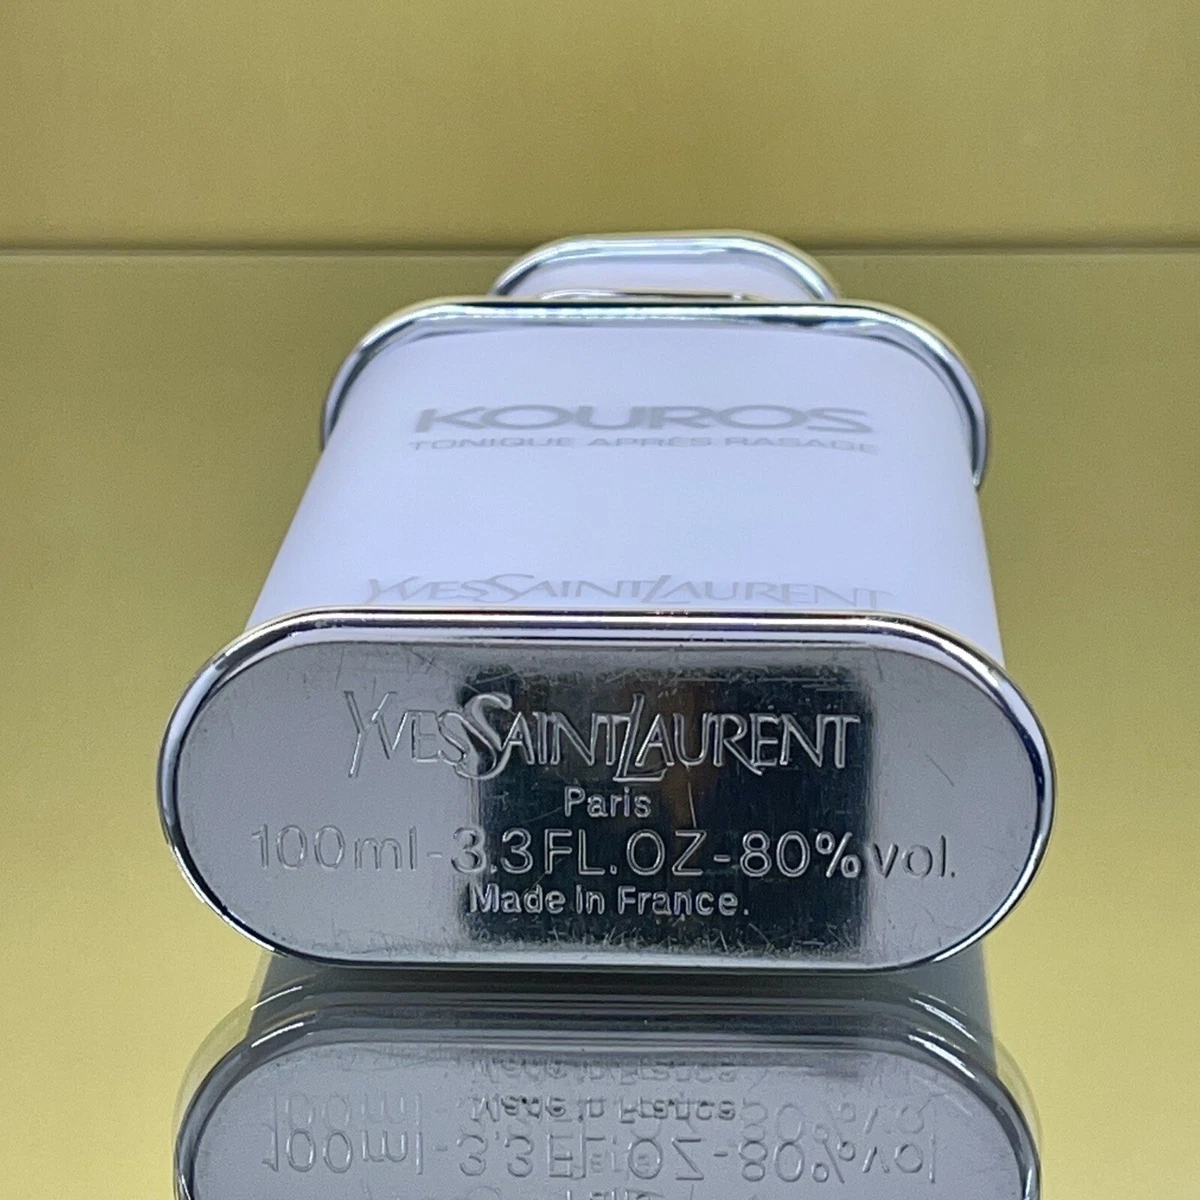 KOUROS
TONIQUE APRÈS RASAGE
YVESSAINTLAURENT
YVESSAINTLAURENT
Paris
100ml-3.3FL.OZ-80%vol.
Made in France.